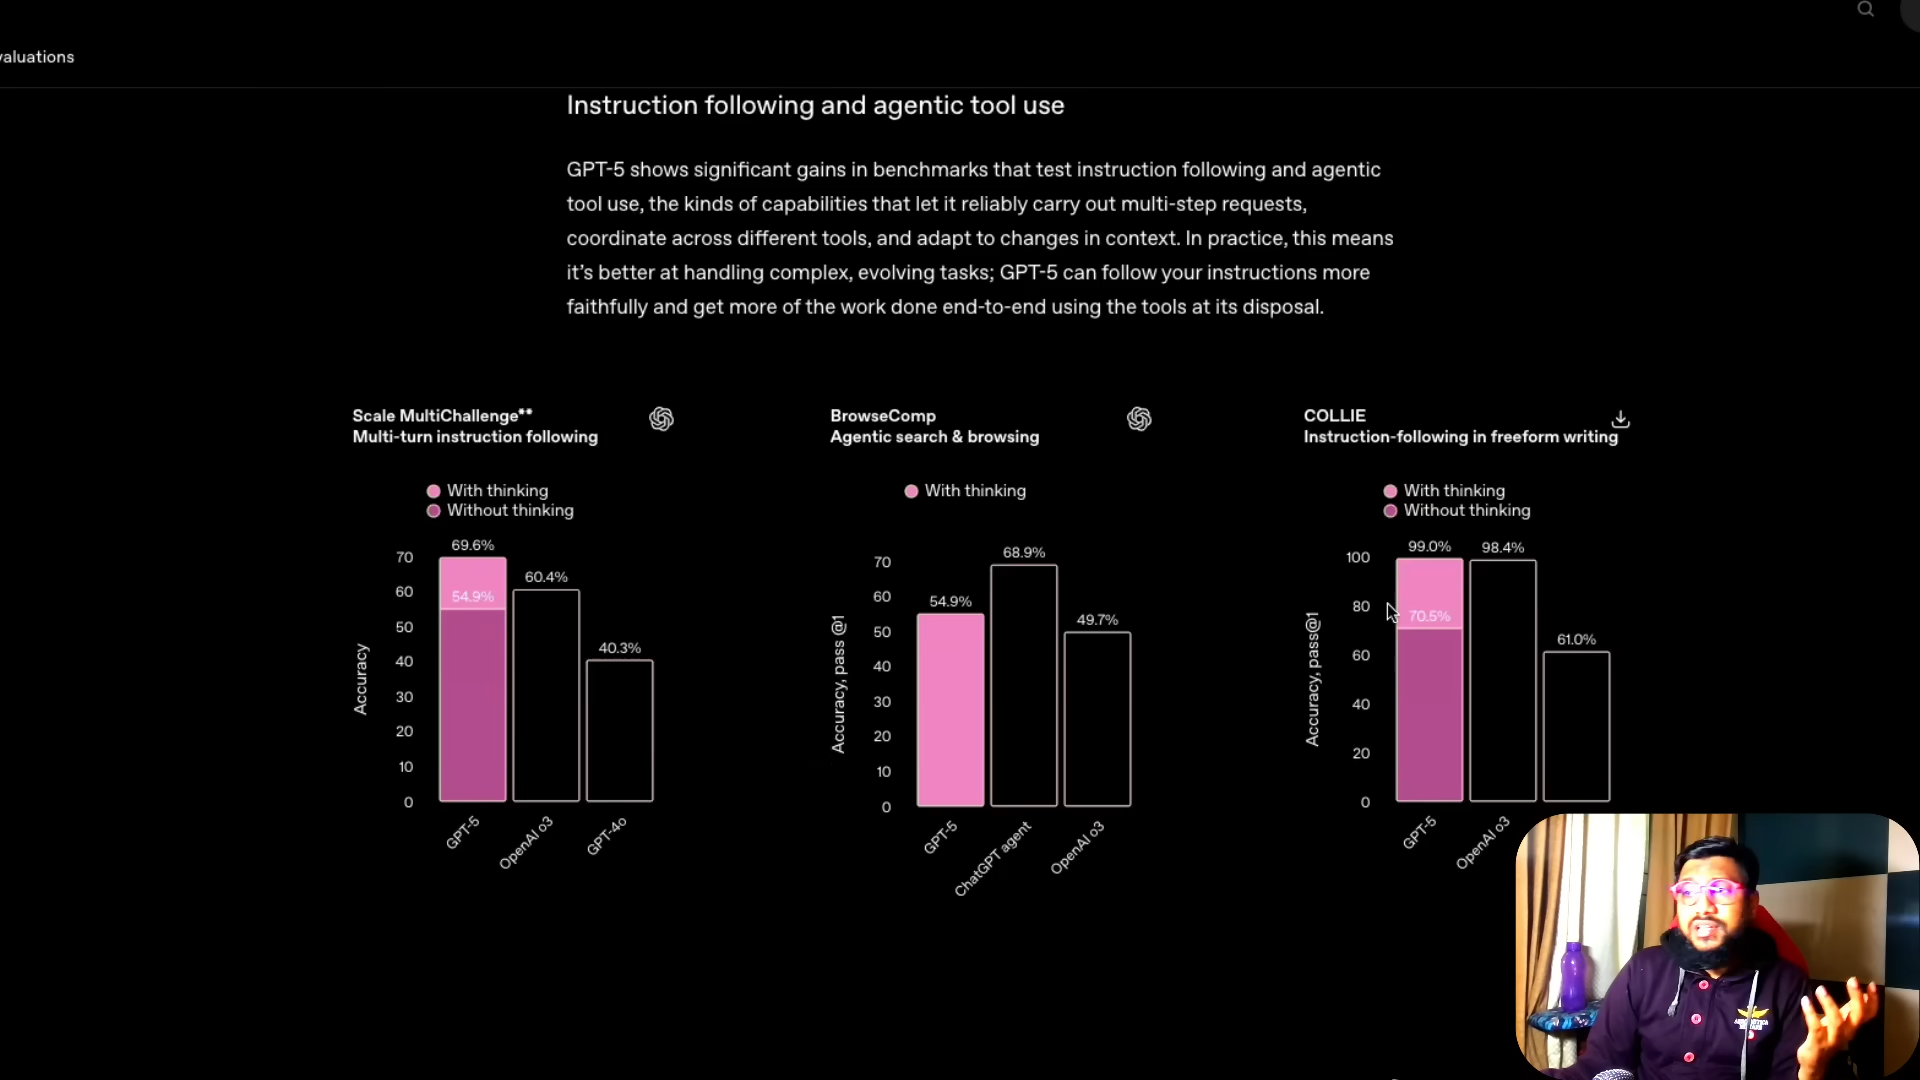 valuations
Instruction following and agentic tool use
GPT-5 shows significant gains in benchmarks that test instruction following and agentic
tool use, the kinds of capabilities that let it reliably carry out multi-step requests,
coordinate across different tools, and adapt to changes in context. In practice, this means
it’s better at handling complex, evolving tasks; GPT-5 can follow your instructions more
faithfully and get more of the work done end-to-end using the tools at its disposal.
Scale MultiChallenge**
Multi-turn instruction following
With thinking
Without thinking
69.6%
54.9%
60.4%
40.3%
70
60
50
40
30
20
10
0
Accuracy
GPT-5
OpenAI o3
GPT-4o
BrowseComp
Agentic search & browsing
With thinking
54.9%
68.9%
49.7%
70
60
50
40
30
20
10
0
Accuracy, pass @1
GPT-5
ChatGPT agent
OpenAI o3
COLLIE
Instruction-following in freeform writing
With thinking
Without thinking
99.0%
70.5%
98.4%
61.0%
100
80
60
40
20
0
Accuracy, pass@1
GPT-5
OpenAI o3